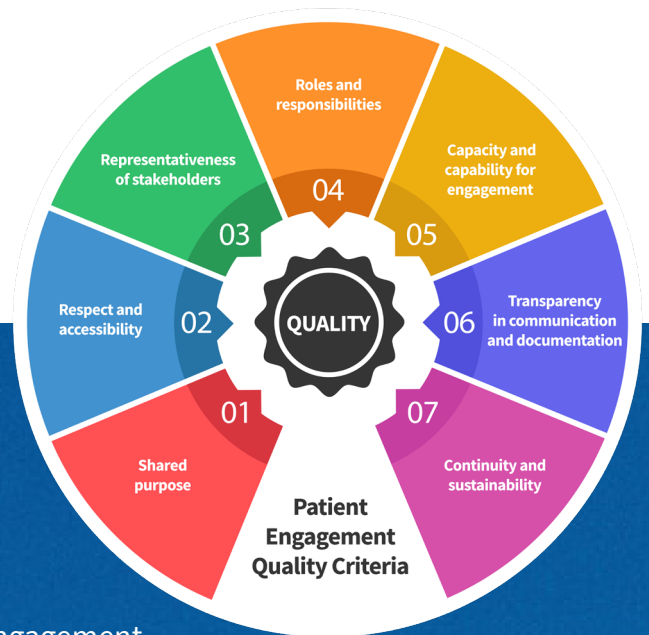 Roles and
responsibilities
04
Capacity and
capability for
engagement
05
Transparency
in communication
and documentation
06
Continuity and
sustainability
07
Representativeness
of stakeholders
03
Respect and
accessibility
02
Shared
purpose
01
QUALITY
Patient
Engagement
Quality Criteria